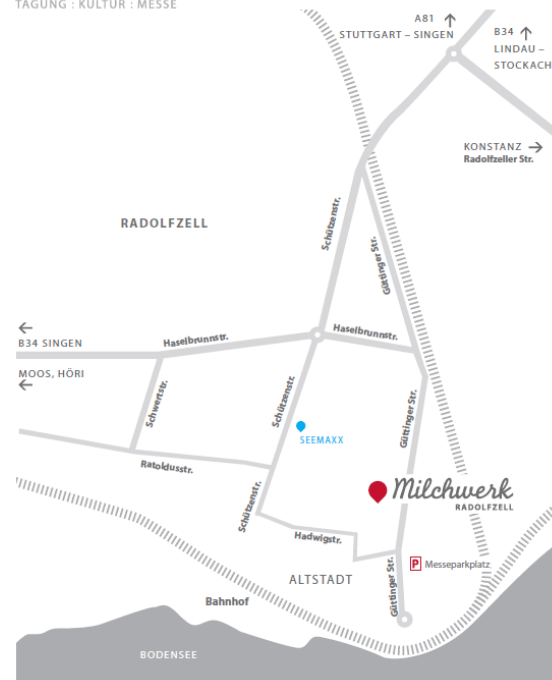 TAGUNG : KULTUR : MESSE
A81
STUTTGART – SINGEN
B34
LINDAU –
STOCKACH
KONSTANZ
Radolfzeller Str.
RADOLFZELL
Schützenstr.
Güttinger Str.
B34 SINGEN
Haselbrunnstr.
Haselbrunnstr.
MOOS, HÖRI
Schwertstr.
Schützenstr.
Güttinger Str.
SEEMAXX
Ratoldusstr.
Milchwerk
RADOLFZELL
Schützenstr.
Hadwigstr.
P Messeparkplatz
ALTSTADT
Güttinger Str.
Bahnhof
BODENSEE